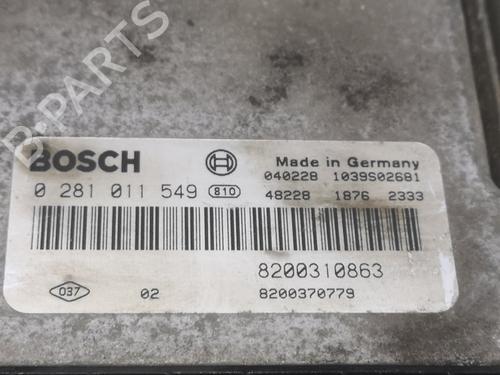 B-PARTS
BOSCH
Made in Germany
040228 1039S02681
0 281 011 549 810
48228 1876 2333
8200310863
037 02 8200370779